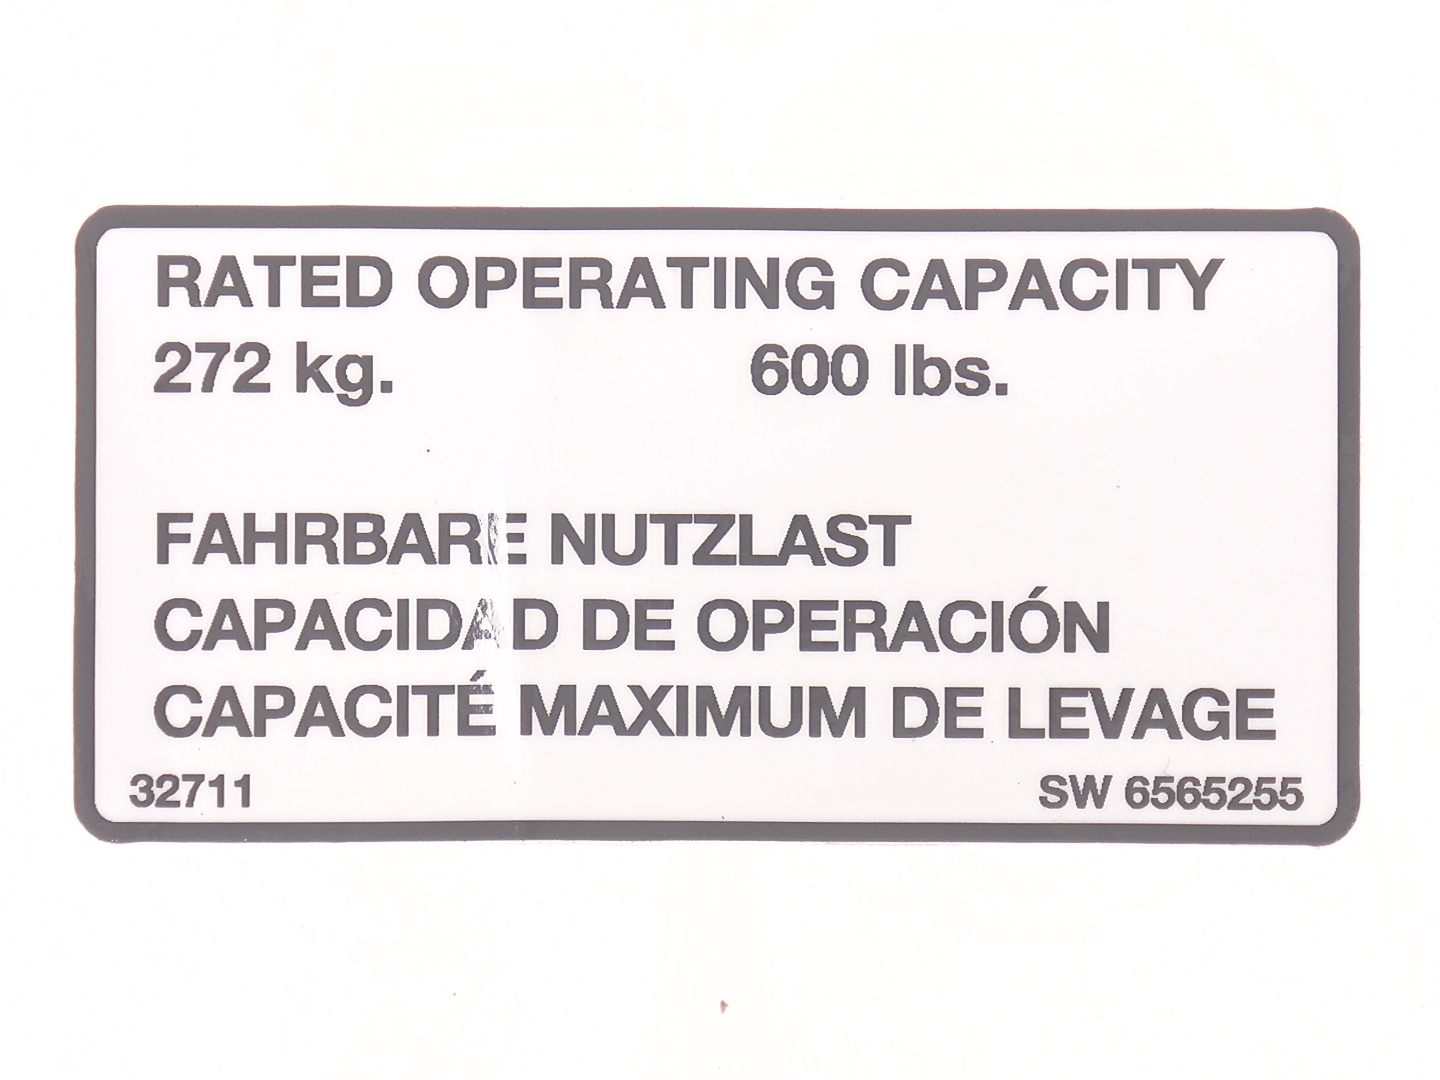 RATED OPERATING CAPACITY
272 kg. 600 lbs.
FAHRBARE NUTZLAST
CAPACIDAD DE OPERACIÓN
CAPACITÉ MAXIMUM DE LEVAGE
32711 SW 6565255